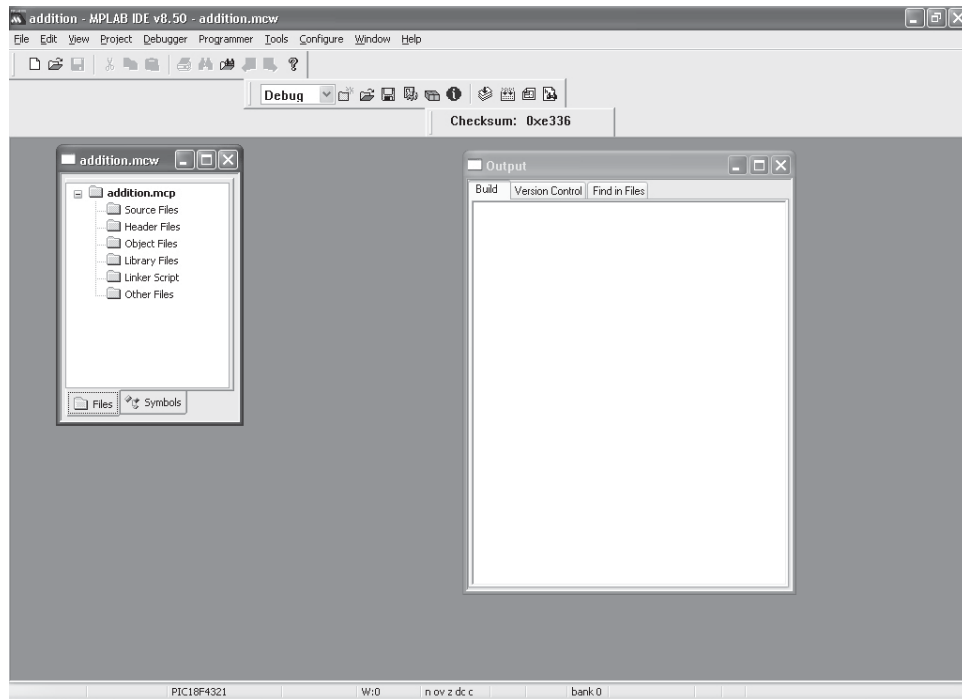 addition - MPLAB IDE v8.50 - addition.mcw
File Edit View Project Debugger Programmer Tools Configure Window Help
Debug
Checksum: 0xe336
addition.mcw
addition.mcp
Source Files
Header Files
Object Files
Library Files
Linker Script
Other Files
Files Symbols
Output
Build Version Control Find in Files
PIC18F4321 W:0 n ov z dc c bank 0